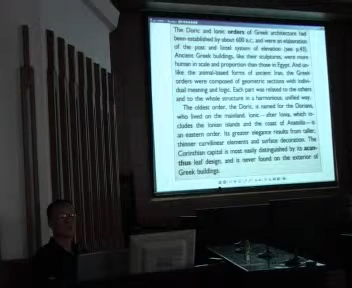 The Doric and Ionic orders of Greek architecture had
been established by about 600 B.C. and were an elaboration
of the post and lintel system of elevation (see p.45).
Ancient Greek buildings, like their sculptures, were more
human in scale and proportion than those in Egypt. And un-
like, the animal-based forms of ancient Iran, the Greek
orders were composed of geometric sections with indivi-
dual meaning and logic. Each part was related to the others
and to the whole structure in a harmonious, unified way.
The oldest order, the Doric, is named for the Dorians,
who lived on the mainland. Ionic – after Ionia, which in-
cludes the Ionian islands and the coast of Anatolia – is
an eastern order. Its greater elegance results from taller,
thinner curvilinear elements and surface decoration. The
Corinthian capital is most easily distinguished by its acan-
thus leaf design, and is never found on the exterior of
Greek buildings.